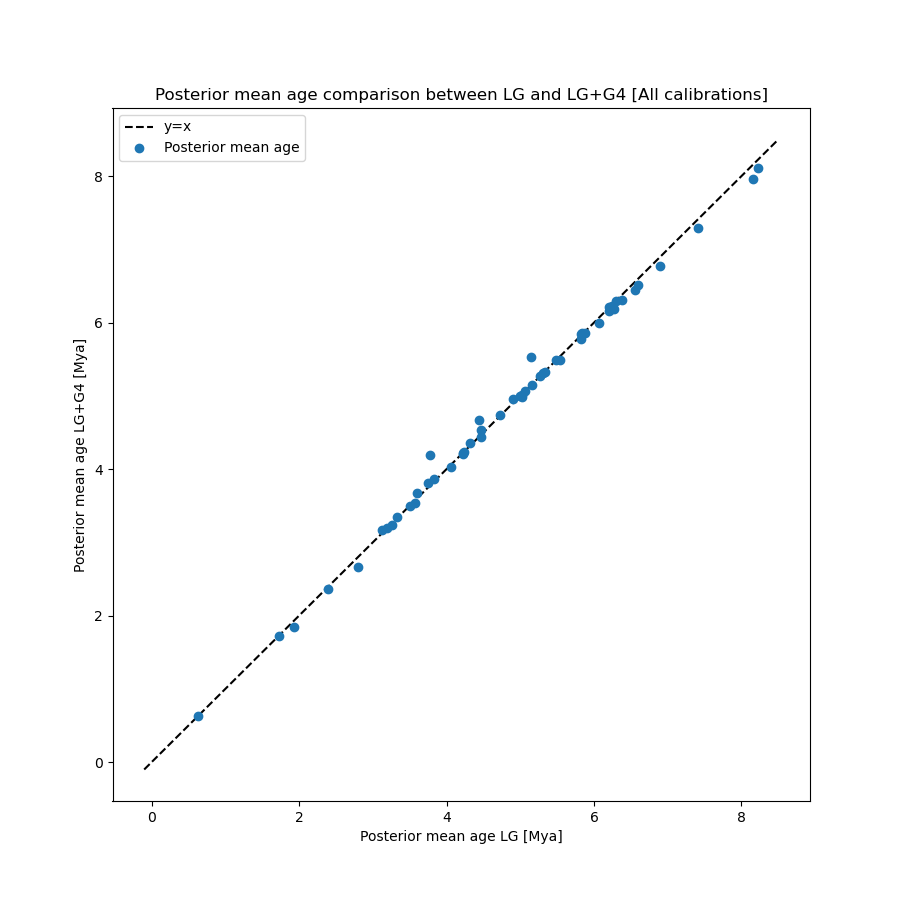 Posterior mean age comparison between LG and LG+G4 [All calibrations]
y=x
Posterior mean age
8
6
4
2
0
Posterior mean age LG+G4 [Mya]
0 2 4 6 8
Posterior mean age LG [Mya]